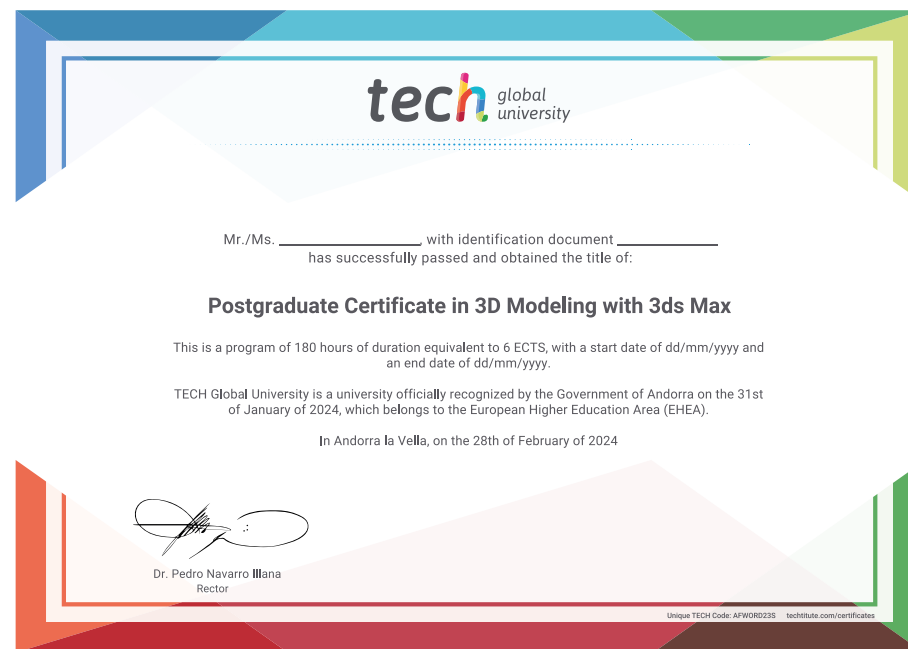 tech global
university
Mr./Ms. ____________, with identification document ____________
has successfully passed and obtained the title of:
Postgraduate Certificate in 3D Modeling with 3ds Max
This is a program of 180 hours of duration equivalent to 6 ECTS, with a start date of dd/mm/yyyy and
an end date of dd/mm/yyyy.
TECH Global University is a university officially recognized by the Government of Andorra on the 31st
of January of 2024, which belongs to the European Higher Education Area (EHEA).
In Andorra la Vella, on the 28th of February of 2024
Dr. Pedro Navarro Illana
Rector
Unique TECH Code: AFWORD23S techtitute.com/certificates